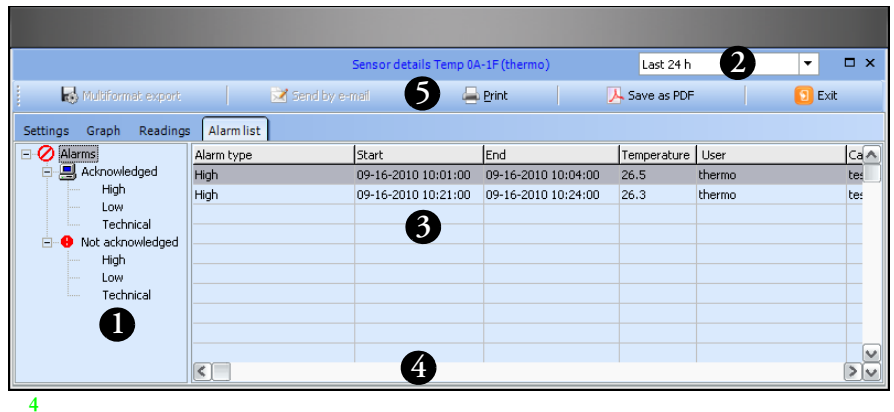 Sensor details Temp 0A-1F (thermo)
Last 24 h
2
Multiformat export
Send by e-mail
5
Print
Save as PDF
Exit
Settings Graph Readings Alarm list
Alarms
Acknowledged
High
Low
Technical
Not acknowledged
High
Low
Technical
1
Alarm type Start End Temperature User Ca
High 09-16-2010 10:01:00 09-16-2010 10:04:00 26.5 thermo tes
High 09-16-2010 10:21:00 09-16-2010 10:24:00 26.3 thermo tes
3
4
4